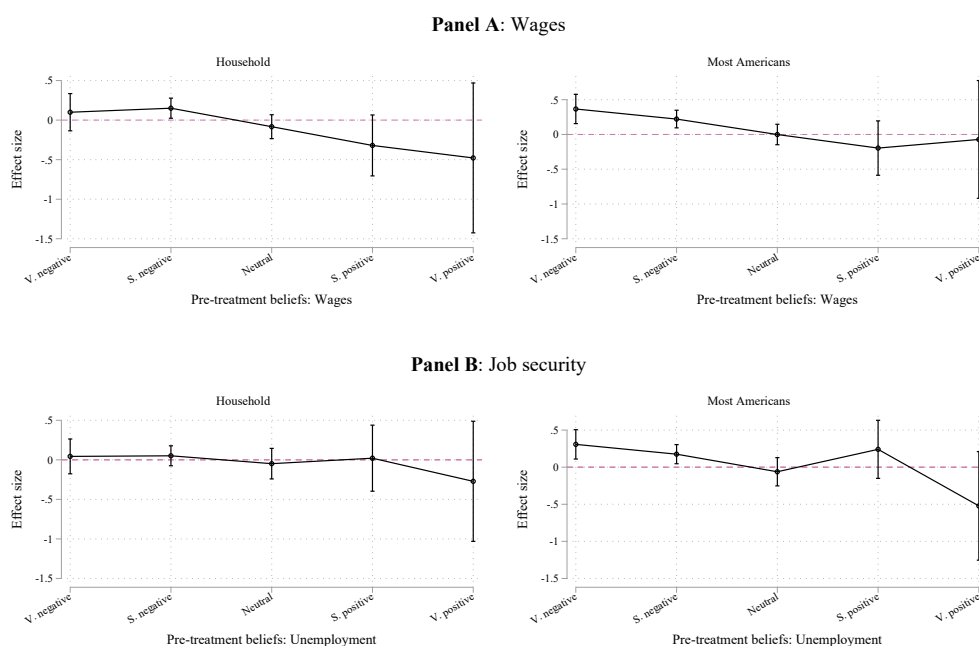 Panel A: Wages
Household
Effect size
.5
0
-.5
-1
-1.5
V. negative
S. negative
Neutral
S. positive
V. positive
Pre-treatment beliefs: Wages
Most Americans
Effect size
.5
0
-.5
-1
-1.5
V. negative
S. negative
Neutral
S. positive
V. positive
Pre-treatment beliefs: Wages
Panel B: Job security
Household
Effect size
.5
0
-.5
-1
-1.5
V. negative
S. negative
Neutral
S. positive
V. positive
Pre-treatment beliefs: Unemployment
Most Americans
Effect size
.5
0
-.5
-1
-1.5
V. negative
S. negative
Neutral
S. positive
V. positive
Pre-treatment beliefs: Unemployment